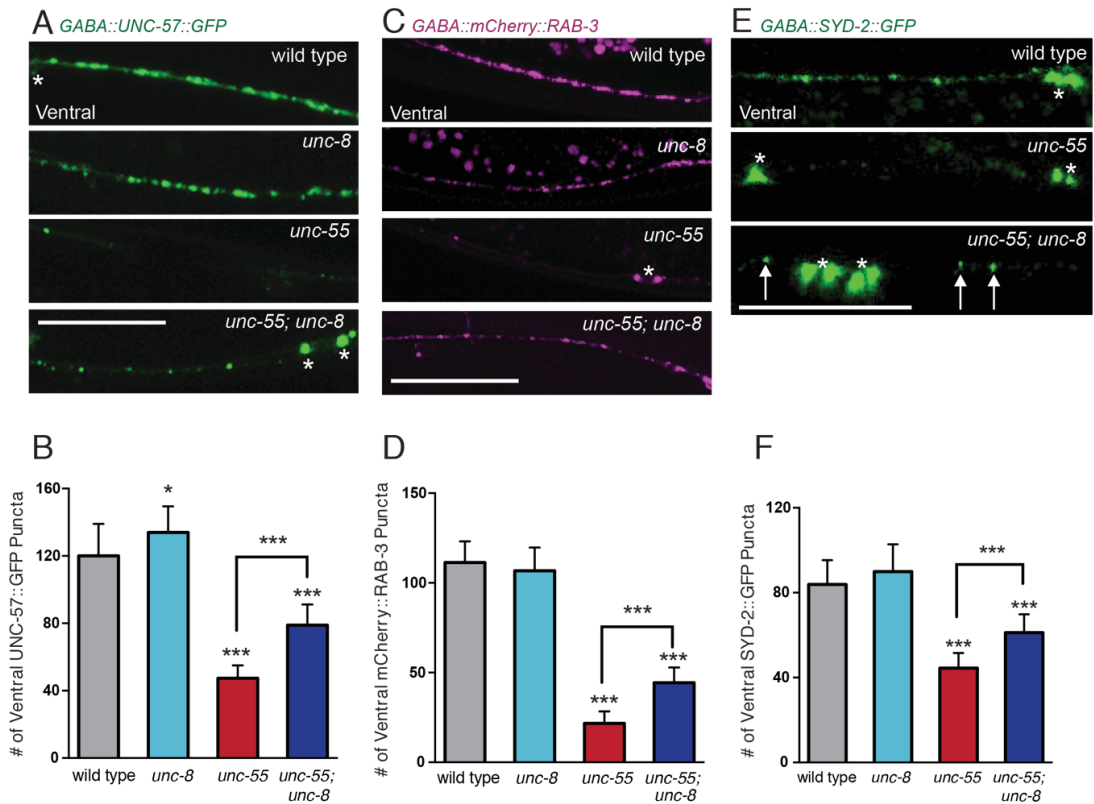 A GABA::UNC-57::GFP
wild type
*
Ventral
unc-8
unc-55
unc-55; unc-8
* *
C GABA::mCherry::RAB-3
wild type
unc-8
unc-55
*
unc-55; unc-8
E GABA::SYD-2::GFP
wild type
*
Ventral
unc-55
* *
unc-55; unc-8
* *
B
# of Ventral UNC-57::GFP Puncta
160
120
80
40
0
*
***
***
***
wild type unc-8 unc-55 unc-55;
unc-8
D
# of Ventral mCherry::RAB-3 Puncta
150
100
50
0
***
***
***
wild type unc-8 unc-55 unc-55;
unc-8
F
# of Ventral SYD-2::GFP Puncta
120
80
40
0
***
***
***
wild type unc-8 unc-55 unc-55;
unc-8